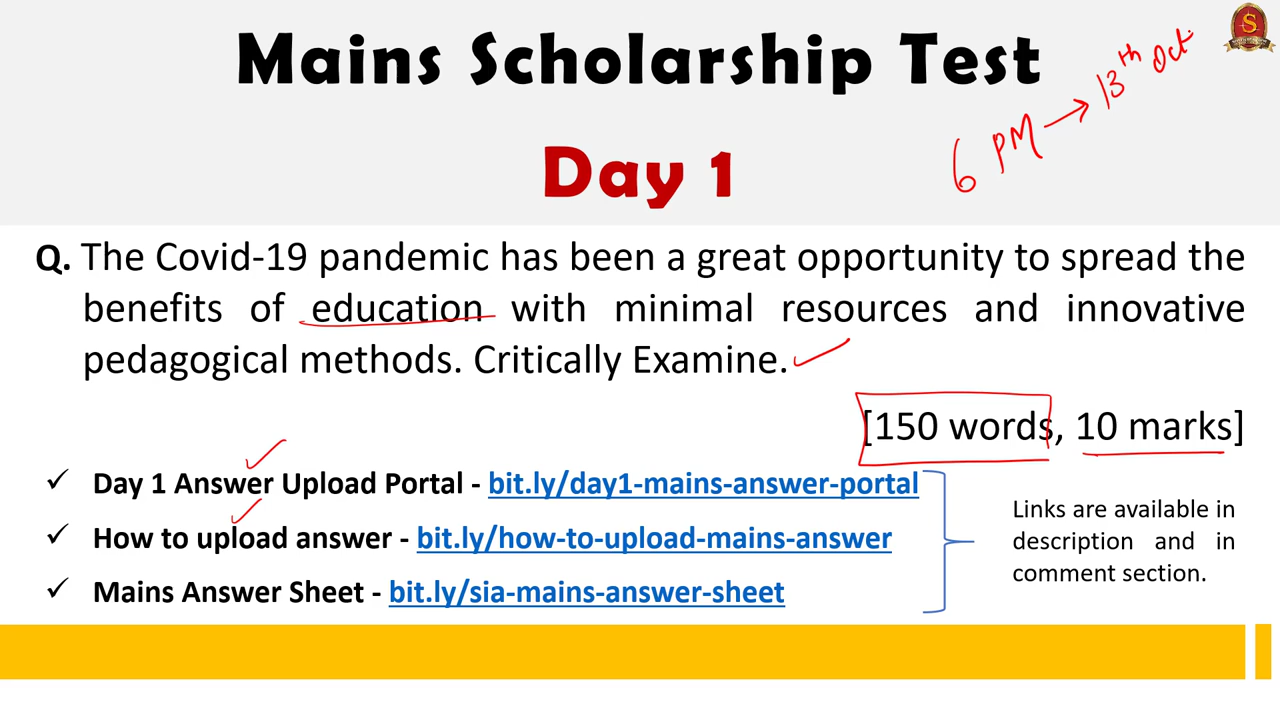 Mains Scholarship Test
6 PM → 13th Oct.
Day 1
Q. The Covid-19 pandemic has been a great opportunity to spread the
benefits of education with minimal resources and innovative
pedagogical methods. Critically Examine.
[150 words, 10 marks]
✓ Day 1 Answer Upload Portal - bit.ly/day1-mains-answer-portal
✓ How to upload answer - bit.ly/how-to-upload-mains-answer
✓ Mains Answer Sheet - bit.ly/sia-mains-answer-sheet
Links are available in
description and in
comment section.